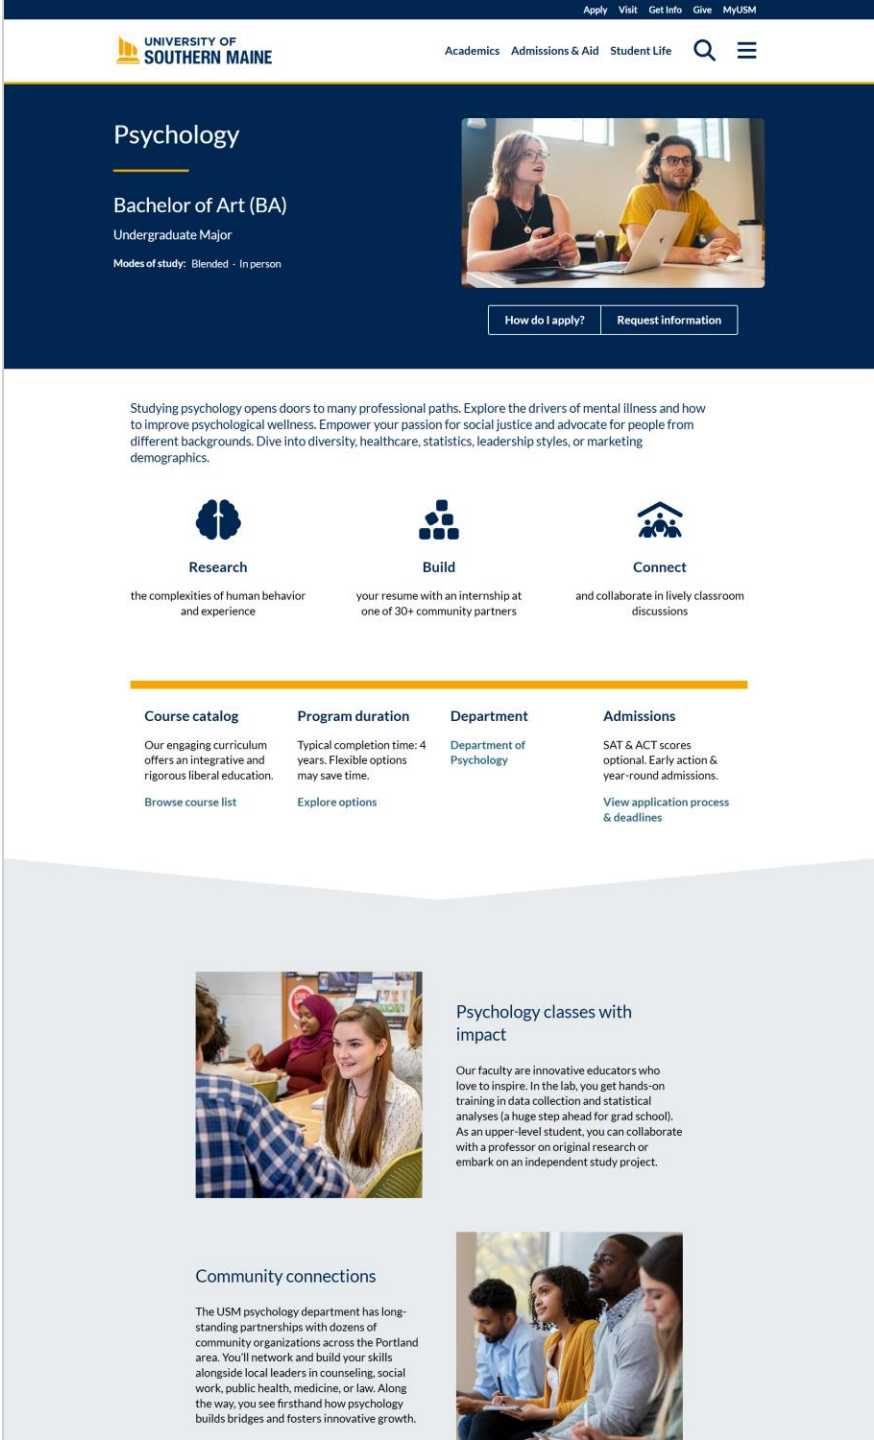 Apply Visit Get Info Give MyUSM
UNIVERSITY OF
SOUTHERN MAINE
Academics Admissions & Aid Student Life
Psychology
Bachelor of Art (BA)
Undergraduate Major
Modes of study: Blended · In person
How do I apply? Request information
Studying psychology opens doors to many professional paths. Explore the drivers of mental illness and how
to improve psychological wellness. Empower your passion for social justice and advocate for people from
different backgrounds. Dive into diversity, healthcare, statistics, leadership styles, or marketing
demographics.
Research
the complexities of human behavior
and experience
Build
your resume with an internship at
one of 30+ community partners
Connect
and collaborate in lively classroom
discussions
Course catalog
Our engaging curriculum
offers an integrative and
rigorous liberal education.
Browse course list
Program duration
Typical completion time: 4
years. Flexible options
may save time.
Explore options
Department
Department of
Psychology
Admissions
SAT & ACT scores
optional. Early action &
year-round admissions.
View application process
& deadlines
Psychology classes with
impact
Our faculty are innovative educators who
love to inspire. In the lab, you get hands-on
training in data collection and statistical
analyses (a huge step ahead for grad school).
As an upper-level student, you can collaborate
with a professor on original research or
embark on an independent study project.
Community connections
The USM psychology department has long-
standing partnerships with dozens of
community organizations across the Portland
area. You'll network and build your skills
alongside local leaders in counseling, social
work, public health, medicine, or law. Along
the way, you see firsthand how psychology
builds bridges and fosters innovative growth.